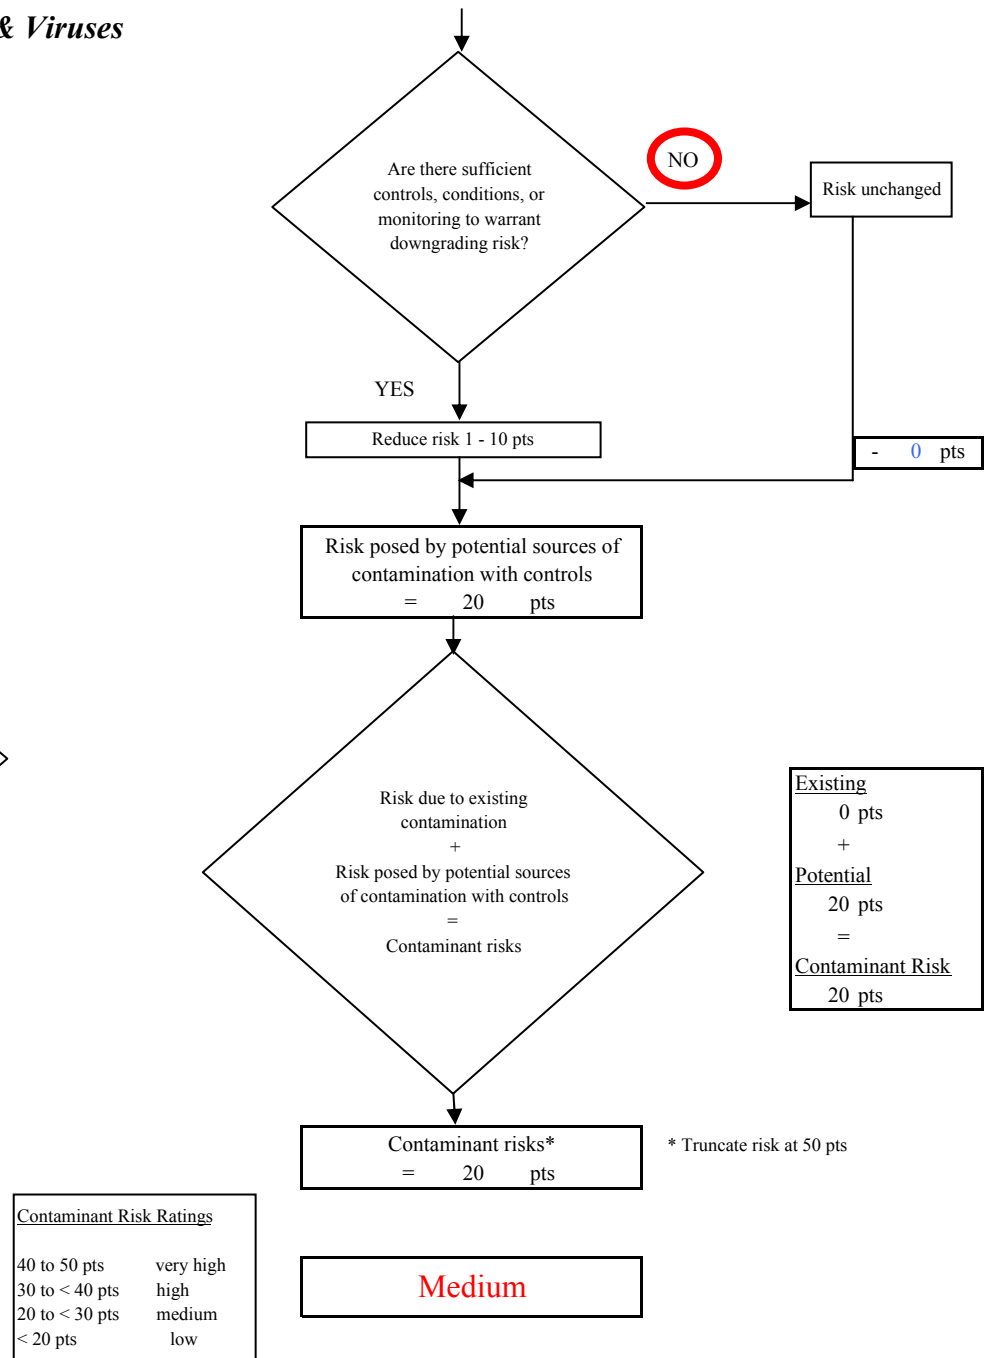 & Viruses
Are there sufficient
controls, conditions, or
monitoring to warrant
downgrading risk?
NO
Risk unchanged
YES
Reduce risk 1 - 10 pts
- 0 pts
Risk posed by potential sources of
contamination with controls
= 20 pts
Risk due to existing
contamination
+
Risk posed by potential sources
of contamination with controls
=
Contaminant risks
Existing
0 pts
+
Potential
20 pts
=
Contaminant Risk
20 pts
Contaminant risks*
= 20 pts
* Truncate risk at 50 pts
Contaminant Risk Ratings
40 to 50 pts very high
30 to < 40 pts high
20 to < 30 pts medium
< 20 pts low
Medium